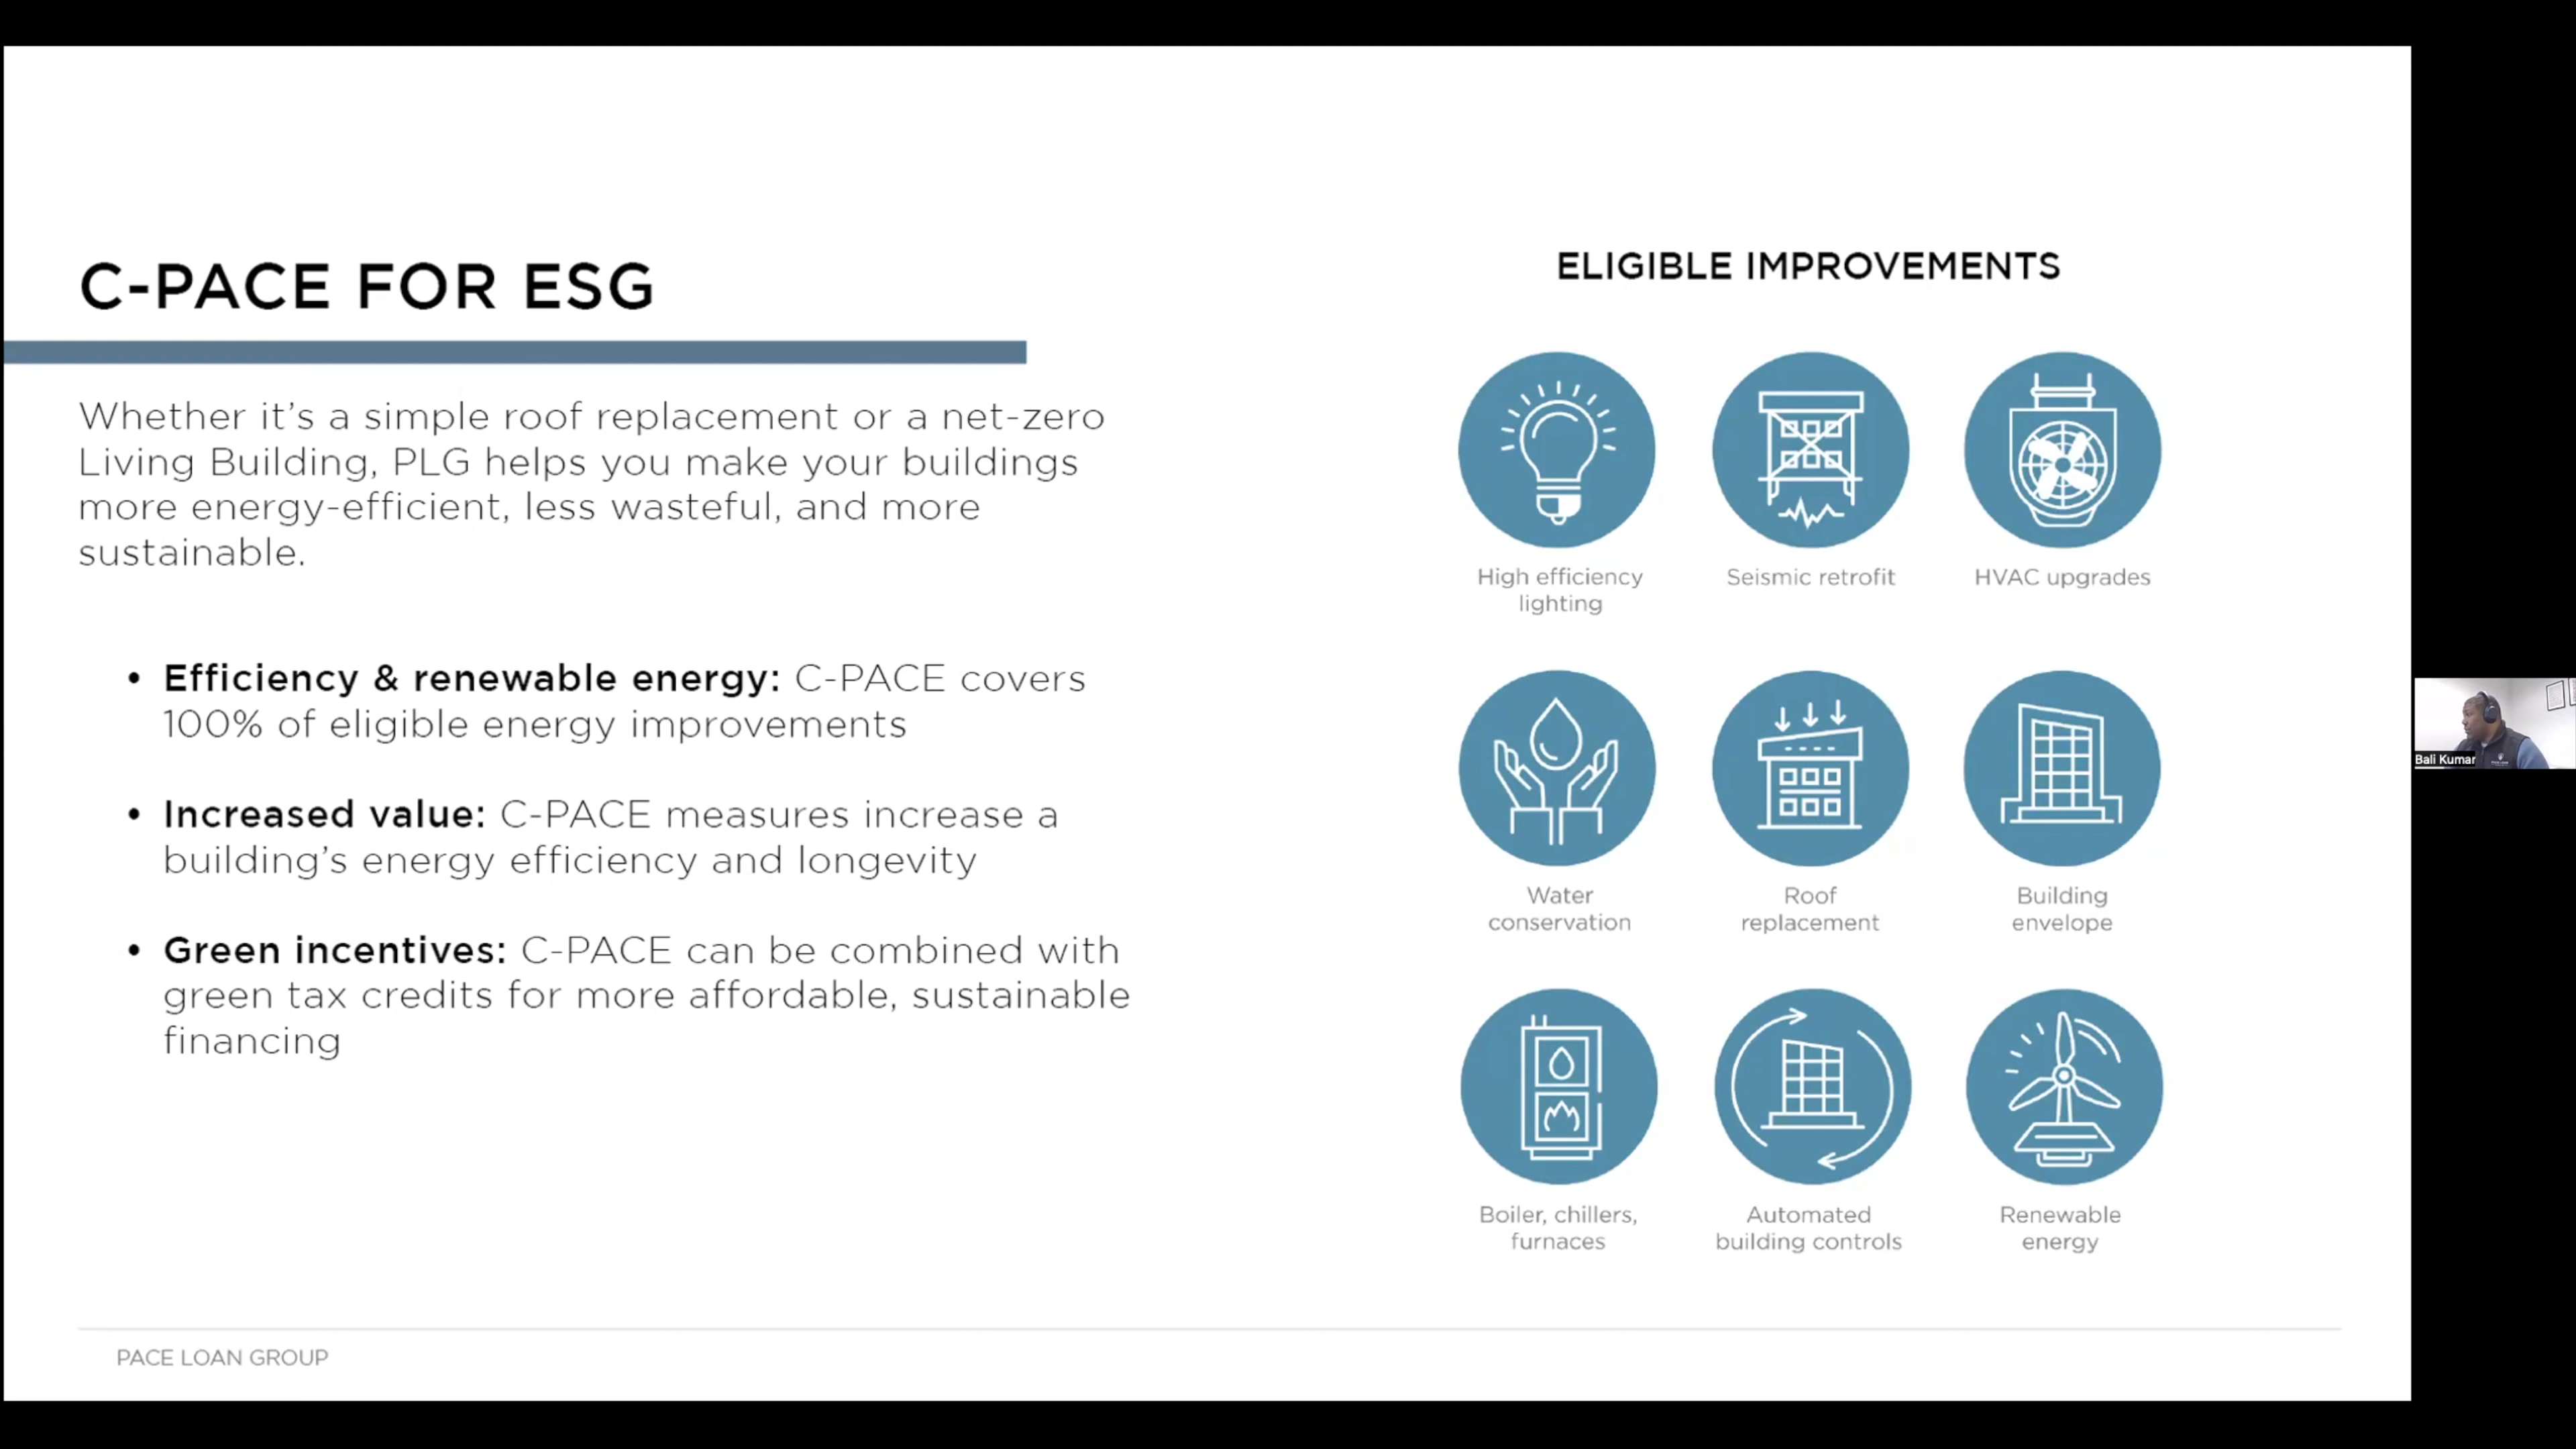 C-PACE FOR ESG
Whether it’s a simple roof replacement or a net-zero
Living Building, PLG helps you make your buildings
more energy-efficient, less wasteful, and more
sustainable.
• Efficiency & renewable energy: C-PACE covers
100% of eligible energy improvements
• Increased value: C-PACE measures increase a
building’s energy efficiency and longevity
• Green incentives: C-PACE can be combined with
green tax credits for more affordable, sustainable
financing
ELIGIBLE IMPROVEMENTS
High efficiency
lighting
Seismic retrofit
HVAC upgrades
Water
conservation
Roof
replacement
Building
envelope
Boiler, chillers,
furnaces
Automated
building controls
Renewable
energy
PACE LOAN GROUP
Bali Kumar